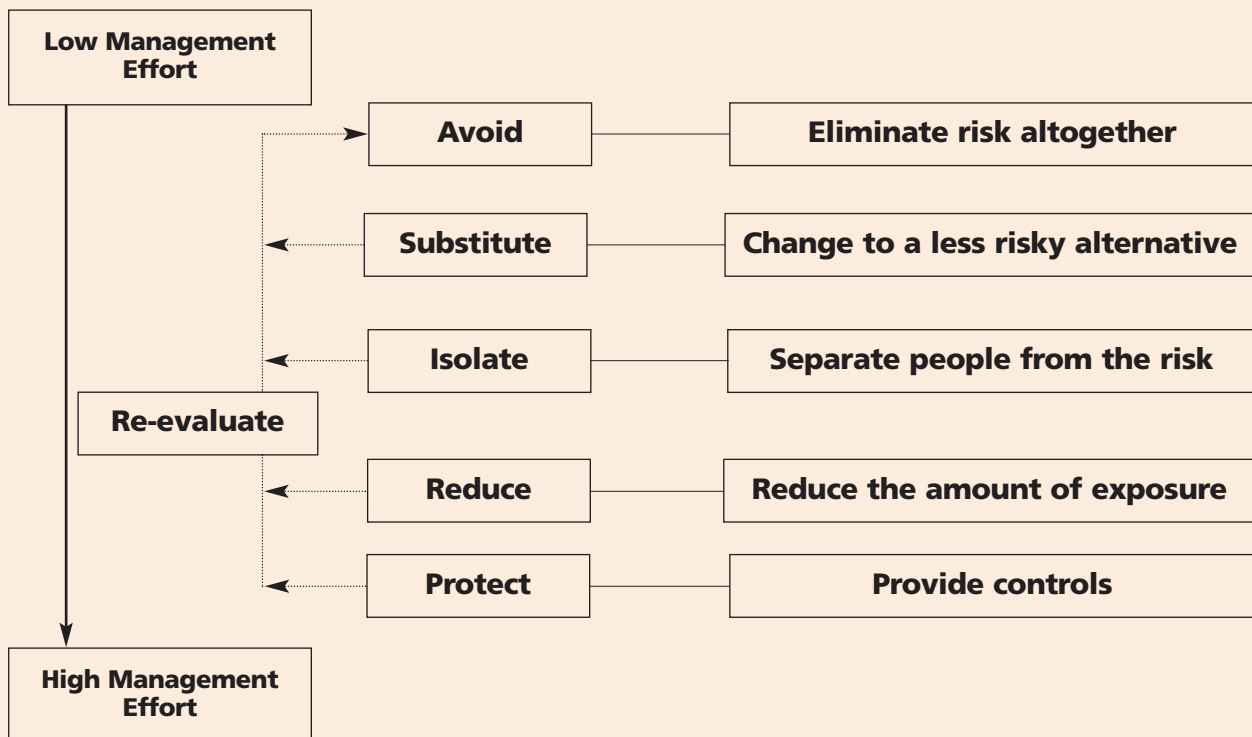 Low Management
Effort
Avoid
Eliminate risk altogether
Substitute
Change to a less risky alternative
Isolate
Separate people from the risk
Re-evaluate
Reduce
Reduce the amount of exposure
Protect
Provide controls
High Management
Effort